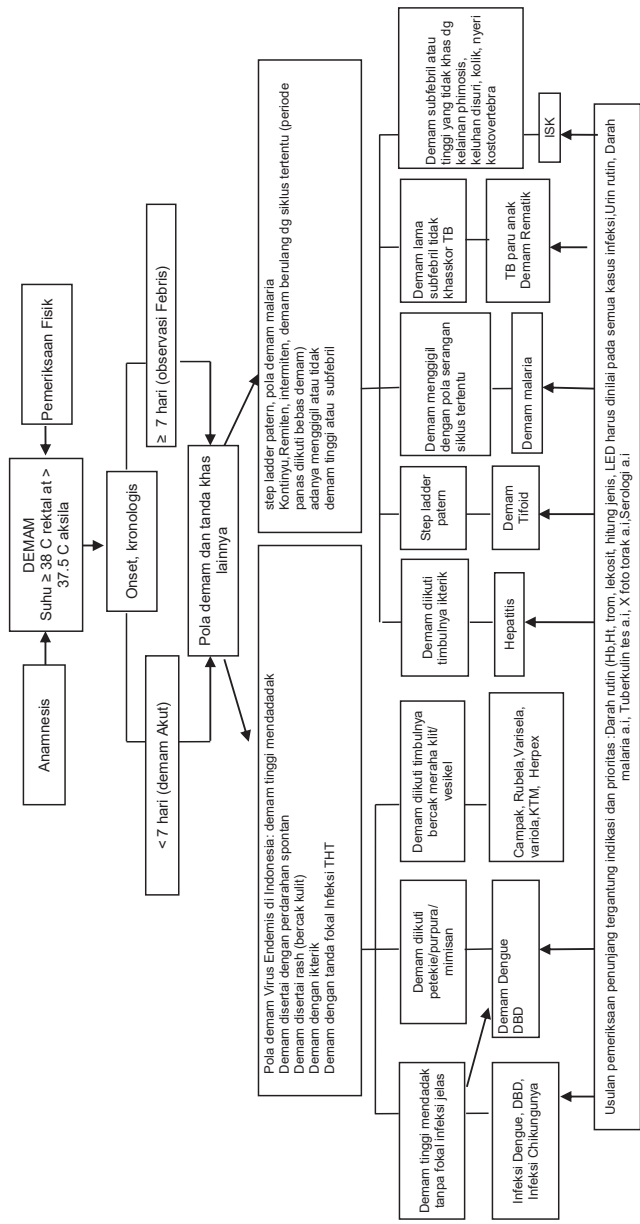 Anamnesis
DEMAM
Suhu ≥ 38 C rektal at >
37.5 C aksila
Pemeriksaan Fisik
Onset, kronologis
< 7 hari (demam Akut)
≥ 7 hari (observasi Febris)
Pola demam dan tanda khas
lainnya
Pola demam Virus Endemis di Indonesia: demam tinggi mendadadak
Demam disertai dengan perdarahan spontan
Demam disertai rash (bercak kulit)
Demam dengan ikterik
Demam dengan tanda fokal Infeksi THT
step ladder patern, pola demam malaria
Kontinyu,Remiten, intermiten, demam berulang dg siklus tertentu (periode
panas diikuti bebas demam)
adanya menggigil atau tidak
demam tinggi atau subfebril
Demam tinggi mendadak
tanpa fokal infeksi jelas
Demam diikuti
petekie/purpura/
mimisan
Demam diikuti timbulnya
bercak meraha klit/
vesikel
Demam diikuti
timbulnya ikterik
Step ladder
patern
Demam menggigil
dengan pola serangan
siklus tertentu
Demam lama
subfebril tidak
khasskor TB
Demam subfebril atau
tinggi yang tidak khas dg
kelainan phimosis,
keluhan disuri, kolik, nyeri
kostovertebra
Infeksi Dengue, DBD,
Infeksi Chikungunya
Demam Dengue
DBD
Campak, Rubela,Varisela,
variola,KTM, Herpex
Hepatitis
Demam
Tifoid
Demam malaria
TB paru anak
Demam Rematik
ISK
Usulan pemeriksaan penunjang tergantung indikasi dan prioritas :Darah rutin (Hb,Ht, trom, lekosit, hitung jenis, LED harus dinilai pada semua kasus infeksi,Urin rutin, Darah
malaria a.i, Tuberkulin tes a.i, X foto torak a.i,Serologi a.i